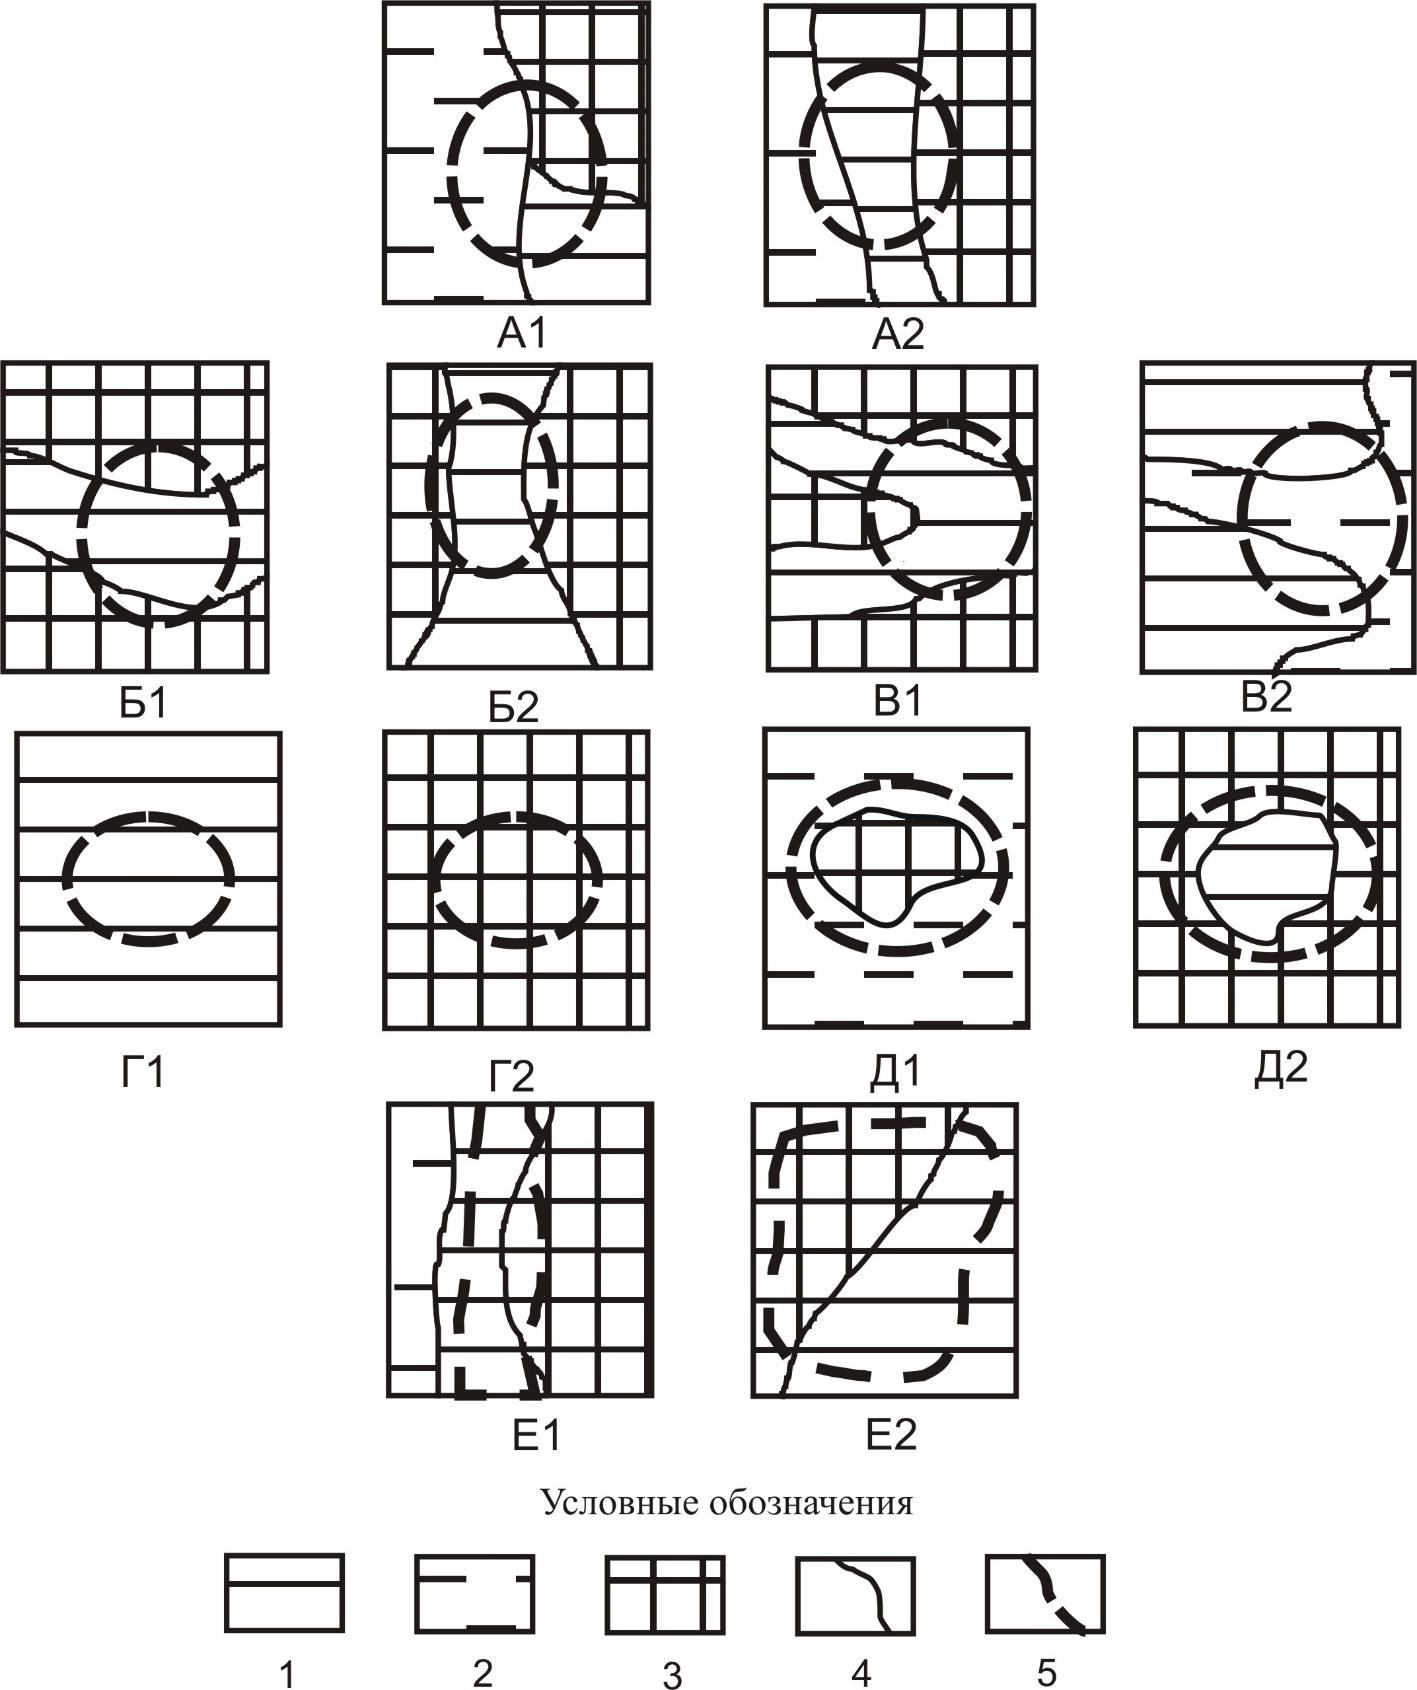 А1 А2
Б1 Б2 В1 В2
Г1 Г2 Д1 Д2
Е1 Е2
Условные обозначения
1 2 3 4 5